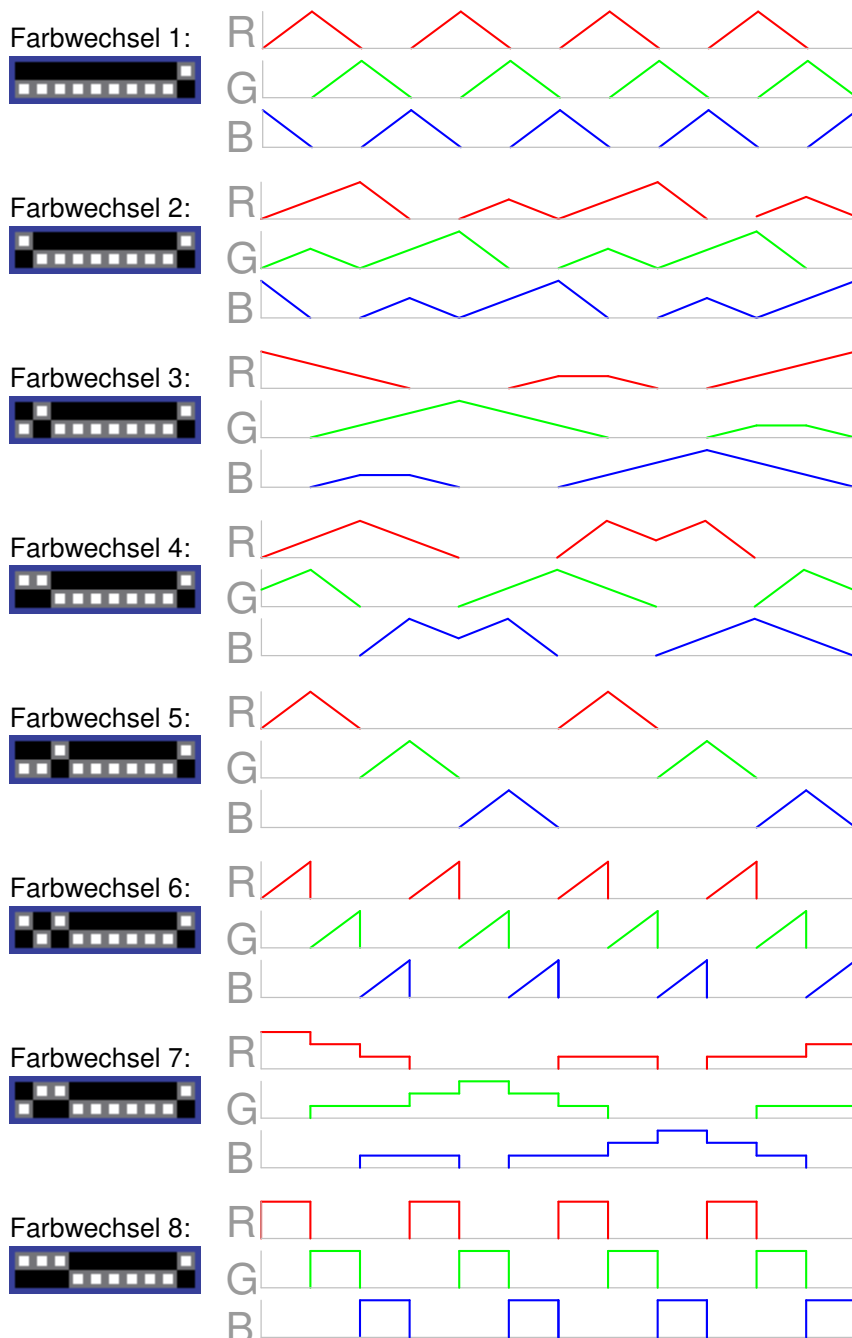 Farbwechsel 1:
R
G
B
Farbwechsel 2:
R
G
B
Farbwechsel 3:
R
G
B
Farbwechsel 4:
R
G
B
Farbwechsel 5:
R
G
B
Farbwechsel 6:
R
G
B
Farbwechsel 7:
R
G
B
Farbwechsel 8:
R
G
B